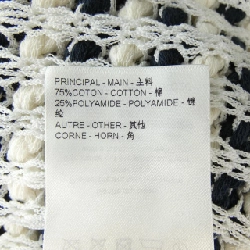 PRINCIPAL - MAIN - 主料
75%COTON - COTTON - 棉
25%POLYAMIDE - POLYAMIDE - 锦
纶
AUTRE - OTHER - 其他
CORNE - HORN - 角